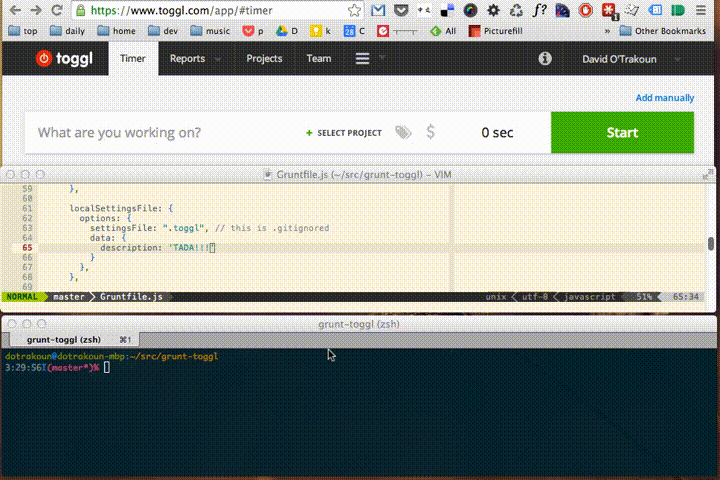 https://www.toggl.com/app/#timer
top daily home dev music p D k C All Picturefill » Other Bookmarks
toggl Timer Reports Projects Team David O'Trakoun
Add manually
What are you working on? + SELECT PROJECT $ 0 sec Start
Gruntfile.js (~/src/grunt-toggl) – VIM
59 },
60
61 localSettingsFile: {
62 options: {
63 settingsFile: ".toggl", // this is .gitignored
64 data: {
65 description: 'TADA!!!'
66 }
67 },
68 },
69
NORMAL master Gruntfile.js unix < utf-8 < javascript 51% 65:34
grunt-toggl (zsh)
grunt-toggl (zsh) ⌘1
dotrakoun@dotrakoun-mbp:~/src/grunt-toggl
3:29:56 (master*)%